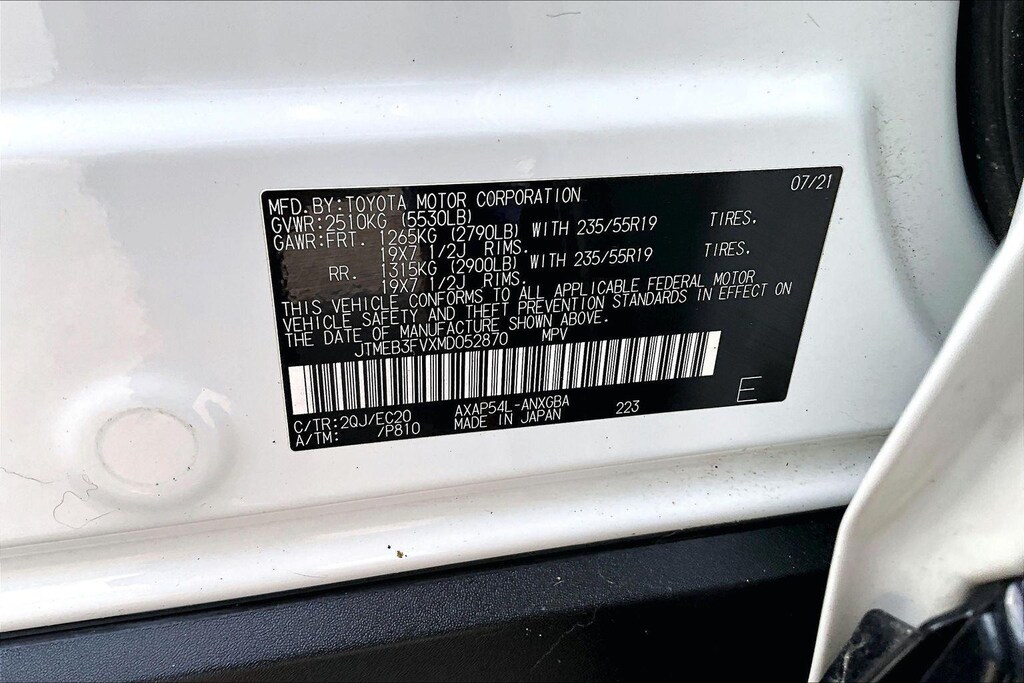 07/21
MFD. BY: TOYOTA MOTOR CORPORATION
GVWR: 2510KG (5530LB)
GAWR: FRT. 1265KG (2790LB) WITH 235/55R19 TIRES.
19X7 1/2J RIMS.
RR. 1315KG (2900LB) WITH 235/55R19 TIRES.
19X7 1/2J RIMS.
THIS VEHICLE CONFORMS TO ALL APPLICABLE FEDERAL MOTOR
VEHICLE SAFETY AND THEFT PREVENTION STANDARDS IN EFFECT ON
THE DATE OF MANUFACTURE SHOWN ABOVE.
JTMEB3FVXMD052870 MPV
C/TR: 2QJ/EC20 AXAP54L-ANXGBA 223 E
A/TM: /P810 MADE IN JAPAN